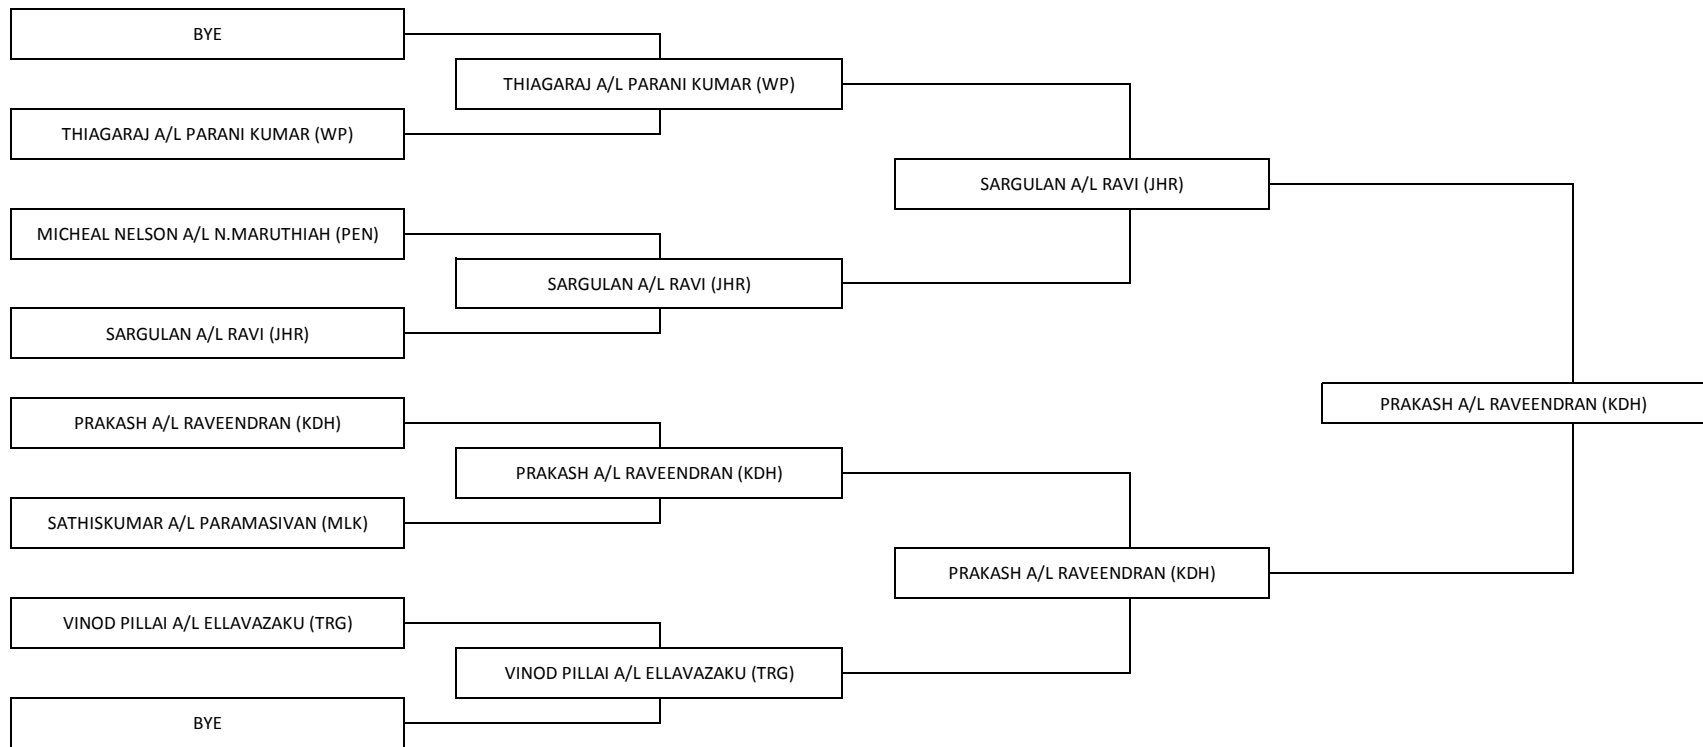 BYE
THIAGARAJ A/L PARANI KUMAR (WP)
THIAGARAJ A/L PARANI KUMAR (WP)
SARGULAN A/L RAVI (JHR)
MICHEAL NELSON A/L N.MARUTHIAH (PEN)
SARGULAN A/L RAVI (JHR)
SARGULAN A/L RAVI (JHR)
PRAKASH A/L RAVEENDRAN (KDH)
PRAKASH A/L RAVEENDRAN (KDH)
PRAKASH A/L RAVEENDRAN (KDH)
SATHISKUMAR A/L PARAMASIVAN (MLK)
PRAKASH A/L RAVEENDRAN (KDH)
VINOD PILLAI A/L ELLAVAZAKU (TRG)
VINOD PILLAI A/L ELLAVAZAKU (TRG)
BYE